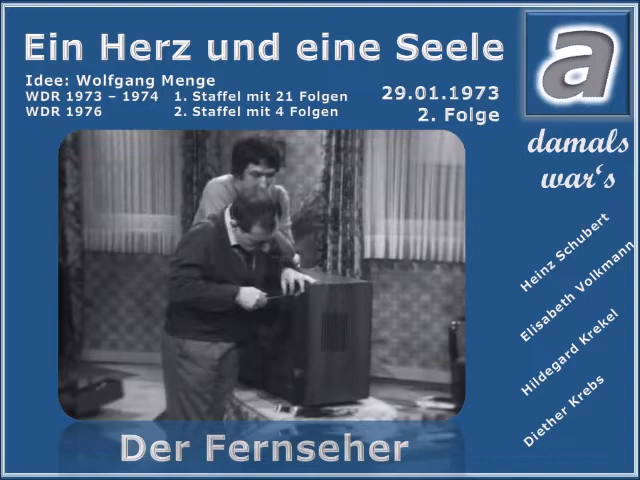 Ein Herz und eine Seele
Idee: Wolfgang Menge
WDR 1973 – 1974 1. Staffel mit 21 Folgen
WDR 1976 2. Staffel mit 4 Folgen
29.01.1973
2. Folge
a
damals
war's
Heinz Schubert
Elisabeth Volkmann
Hildegard Krekel
Diether Krebs
Der Fernseher